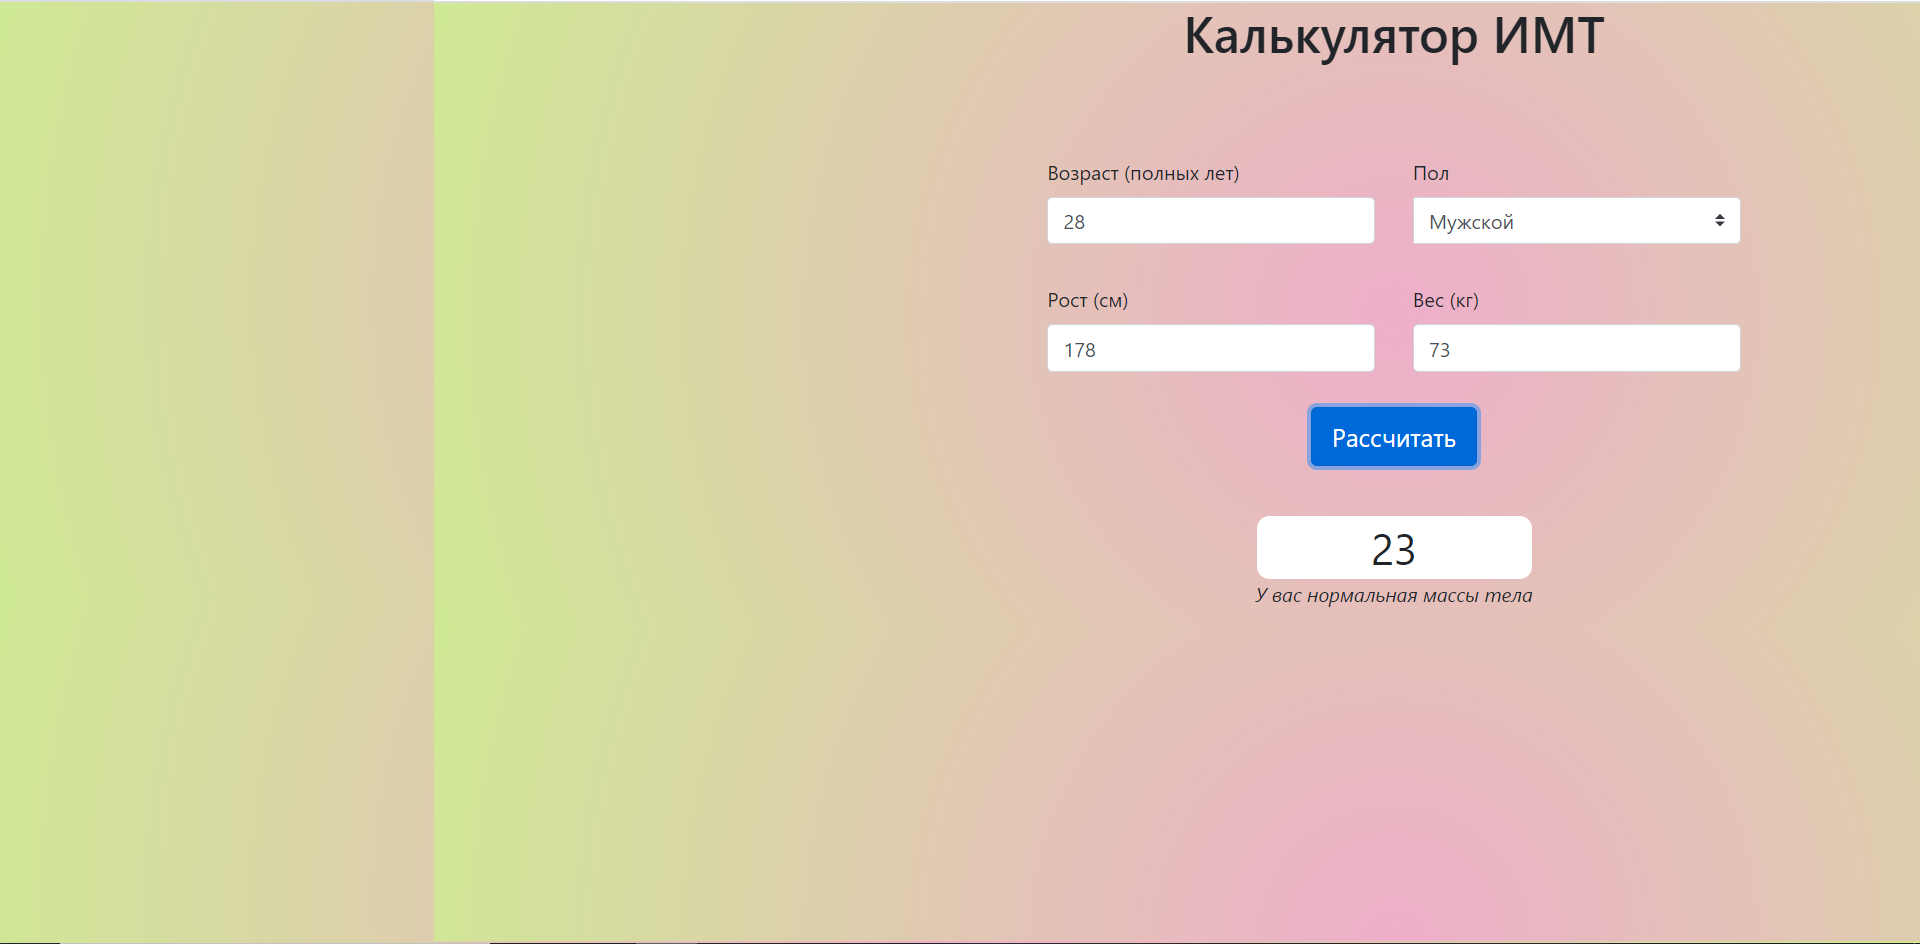 Калькулятор ИМТ
Возраст (полных лет) Пол
28 Мужской
Рост (см) Вес (кг)
178 73
Рассчитать
23
У вас нормальная массы тела